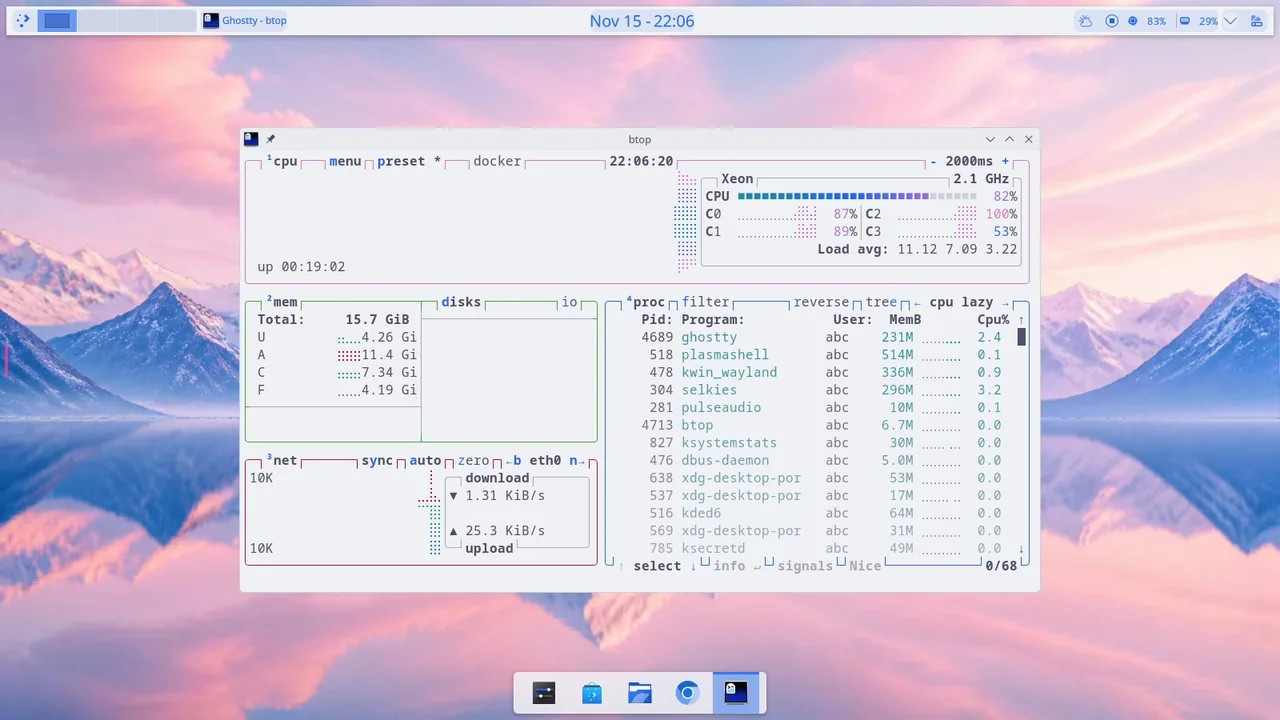 Ghostty - btop
Nov 15 - 22:06
83%
29%
btop
1cpu menu preset * docker 22:06:20 - 2000ms +
Xeon 2.1 GHz
CPU 82%
C0 87% C2 100%
C1 89% C3 53%
Load avg: 11.12 7.09 3.22
up 00:19:02
2mem disks io
Total: 15.7 GiB
U 4.26 Gi
A 11.4 Gi
C 7.34 Gi
F 4.19 Gi
3net sync auto zero ←b eth0 n→
10K download
▼ 1.31 KiB/s
▲ 25.3 KiB/s
10K upload
4proc filter reverse tree ← cpu lazy →
Pid: Program: User: MemB Cpu% ↑
4689 ghostty abc 231M 2.4
518 plasmashell abc 514M 0.1
478 kwin_wayland abc 336M 0.9
304 selkies abc 296M 3.2
281 pulseaudio abc 10M 0.1
4713 btop abc 6.7M 0.0
827 ksystemstats abc 30M 0.0
476 dbus-daemon abc 5.0M 0.0
638 xdg-desktop-por abc 53M 0.0
537 xdg-desktop-por abc 17M 0.0
516 kded6 abc 64M 0.0
569 xdg-desktop-por abc 31M 0.0
785 ksecretd abc 49M 0.0 ↓
↑ select ↓ info ↵ signals Nice 0/68